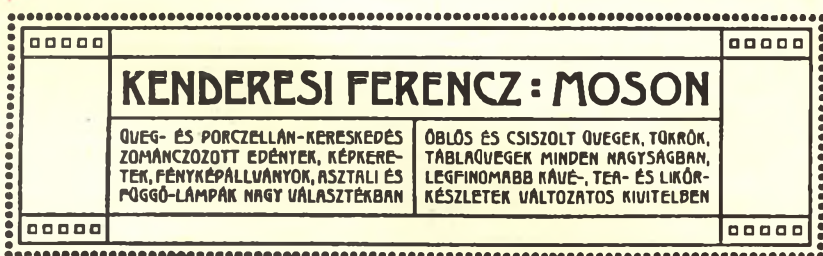 KENDERESI FERENCZ : MOSON
ÜVEG- ÉS PORCZELLÁN-KERESKEDÉS
ZOMÁNCZOZOTT EDÉNYEK, KÉPKERE-
TEK, FÉNYKÉPÁLLVÁNYOK, ASZTALI ÉS
FÜGGŐ-LÁMPÁK NAGY VÁLASZTÉKBAN
ÖBLÖS ÉS CSISZOLT ÜVEGEK, TÜKRÖK,
TÁBLAÜVEGEK MINDEN NAGYSÁGBAN,
LEGFINOMABB KÁVÉ-, TEA- ÉS LIKŐR-
KÉSZLETEK VÁLTOZATOS KIVITELBEN